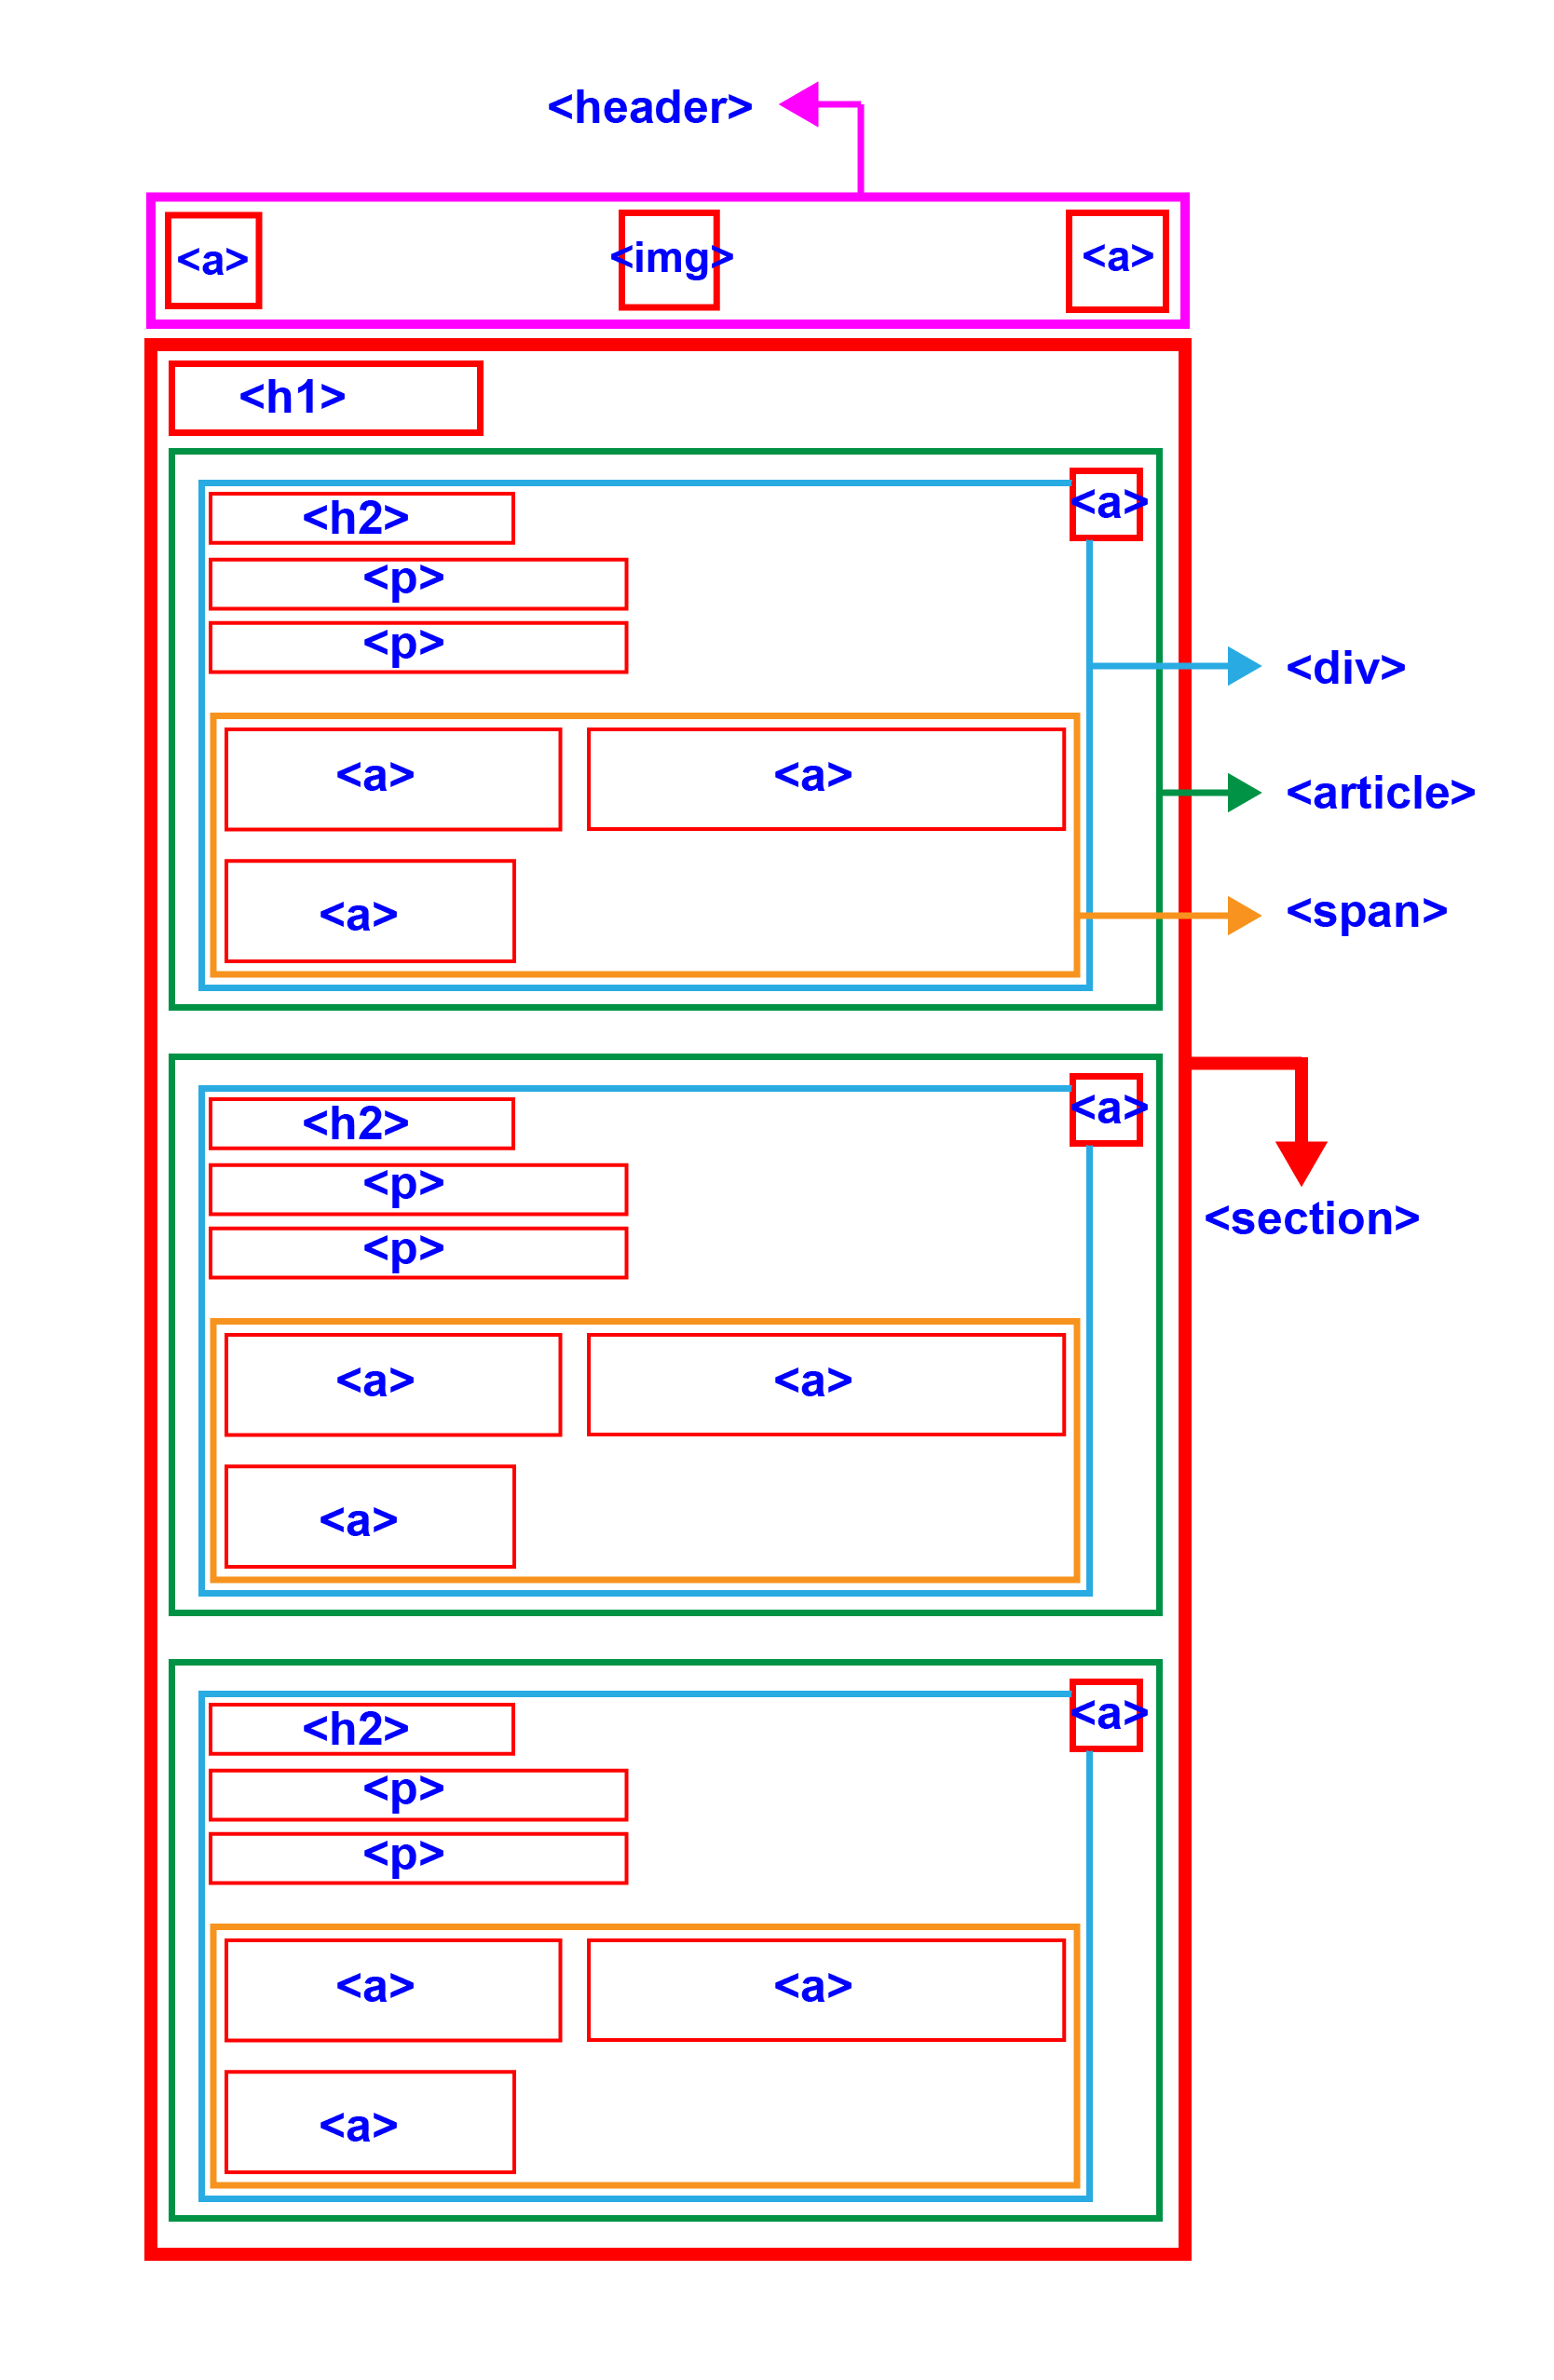 <header>
<a> <img> <a>
<h1>
<h2> <a>
<p>
<p>
<div>
<a> <a>
<article>
<a>
<span>
<h2> <a>
<p>
<section>
<p>
<a> <a>
<a>
<h2> <a>
<p>
<p>
<a> <a>
<a>